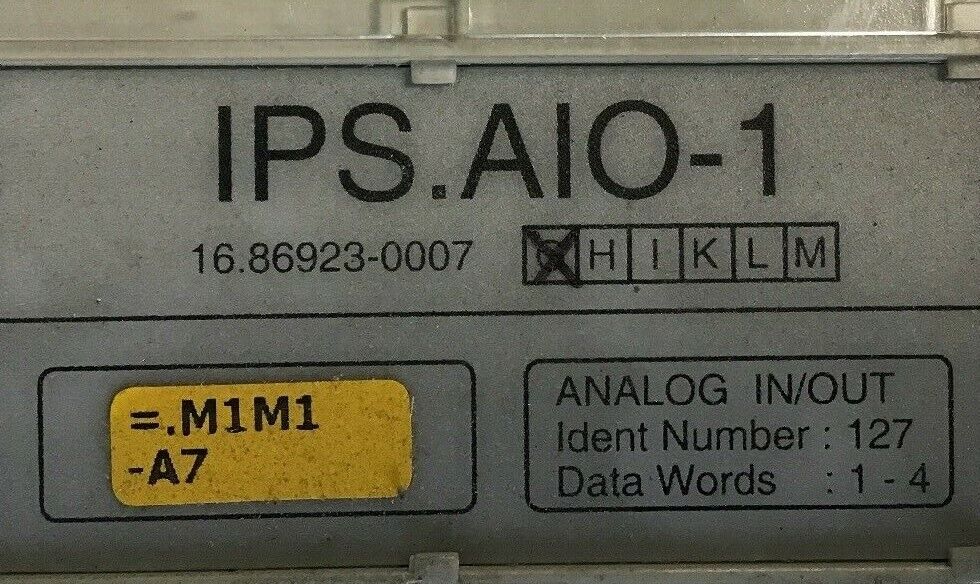 IPS.AIO-1
16.86923-0007 G H I K L M
=.M1M1
-A7
ANALOG IN/OUT
Ident Number : 127
Data Words : 1 - 4